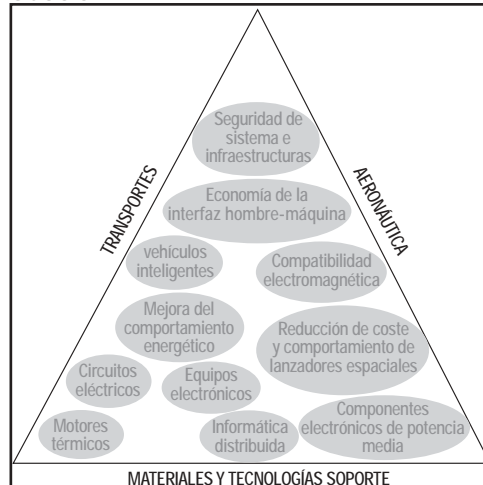 Seguridad de
sistema e
infraestructuras
TRANSPORTES
AERONÁUTICA
Economía de la
interfaz hombre-máquina
vehículos
inteligentes
Compatibilidad
electromagnética
Mejora del
comportamiento
energético
Reducción de coste
y comportamiento de
lanzadores espaciales
Circuitos
eléctricos
Equipos
electrónicos
Motores
térmicos
Informática
distribuida
Componentes
electrónicos de potencia
media
MATERIALES Y TECNOLOGÍAS SOPORTE